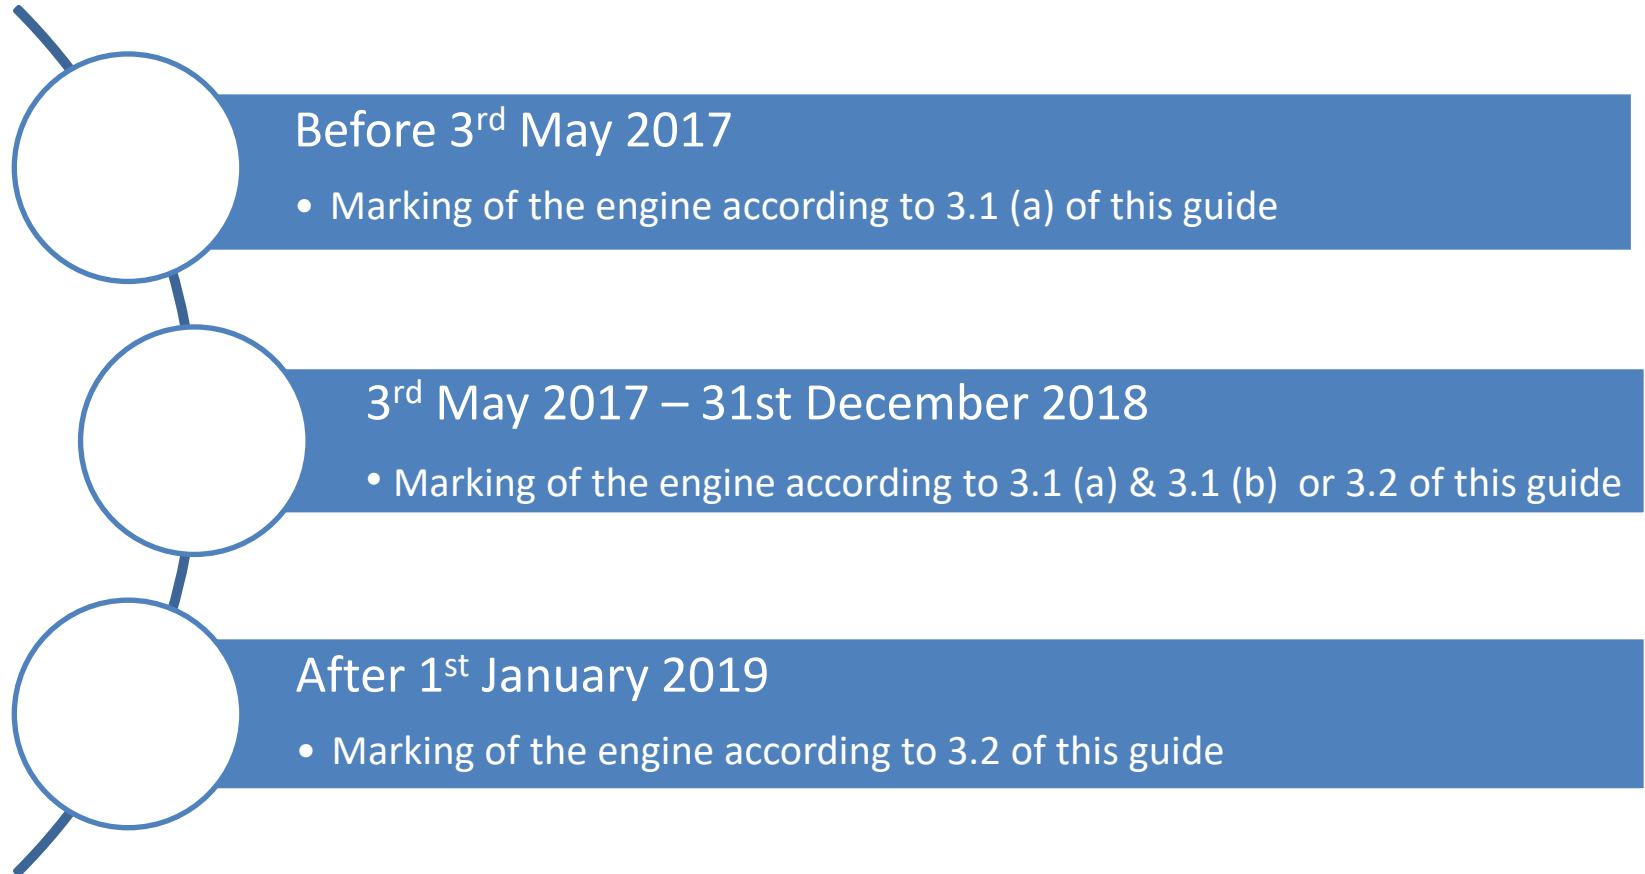 Before 3rd May 2017
• Marking of the engine according to 3.1 (a) of this guide
3rd May 2017 – 31st December 2018
• Marking of the engine according to 3.1 (a) & 3.1 (b)  or 3.2 of this guide
After 1st January 2019
• Marking of the engine according to 3.2 of this guide